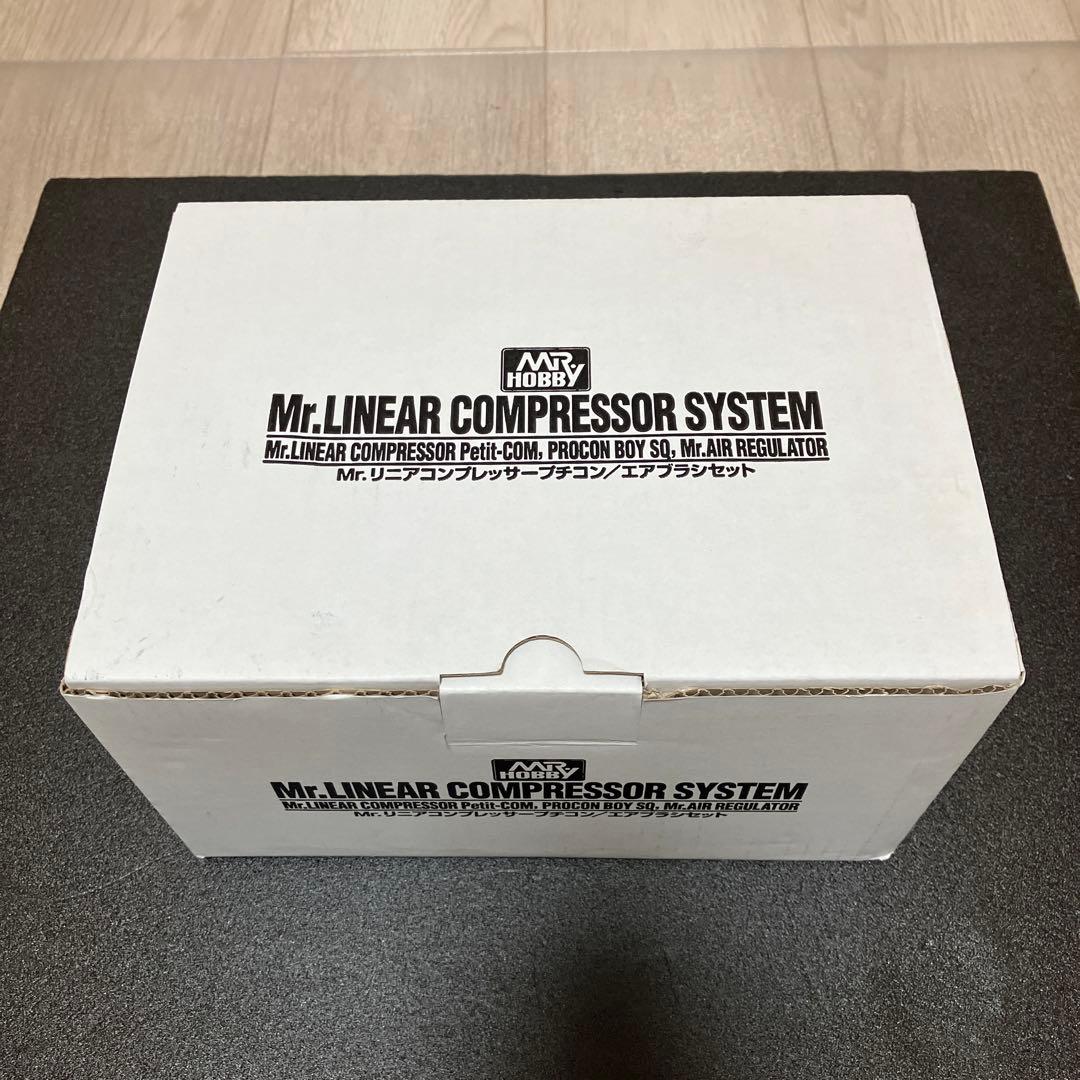 MR. HOBBY
Mr.LINEAR COMPRESSOR SYSTEM
Mr.LINEAR COMPRESSOR Petit-COM, PROCON BOY SQ, Mr.AIR REGULATOR
Mr.リニアコンプレッサープチコン/エアブラシセット
MR. HOBBY
Mr.LINEAR COMPRESSOR SYSTEM
Mr.LINEAR COMPRESSOR Petit-COM, PROCON BOY SQ, Mr.AIR REGULATOR
Mr.リニアコンプレッサープチコン/エアブラシセット